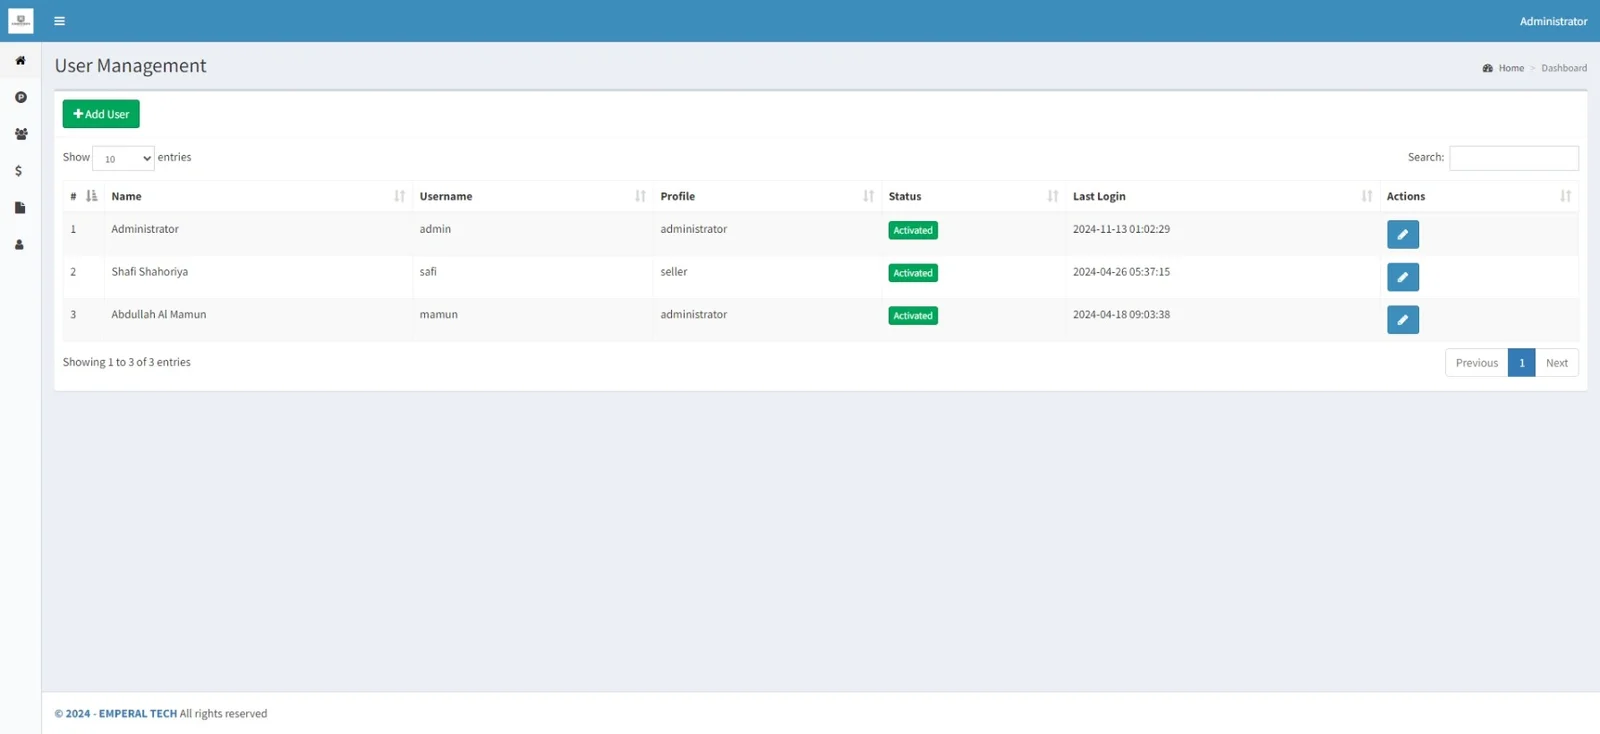 Administrator
User Management
Home > Dashboard
Add User
Show 10 entries
Search:
# Name Username Profile Status Last Login Actions
1 Administrator admin administrator Activated 2024-11-13 01:02:29
2 Shafi Shahoriya safi seller Activated 2024-04-26 05:37:15
3 Abdullah Al Mamun mamun administrator Activated 2024-04-18 09:03:38
Showing 1 to 3 of 3 entries
Previous 1 Next
© 2024 - EMPERAL TECH All rights reserved